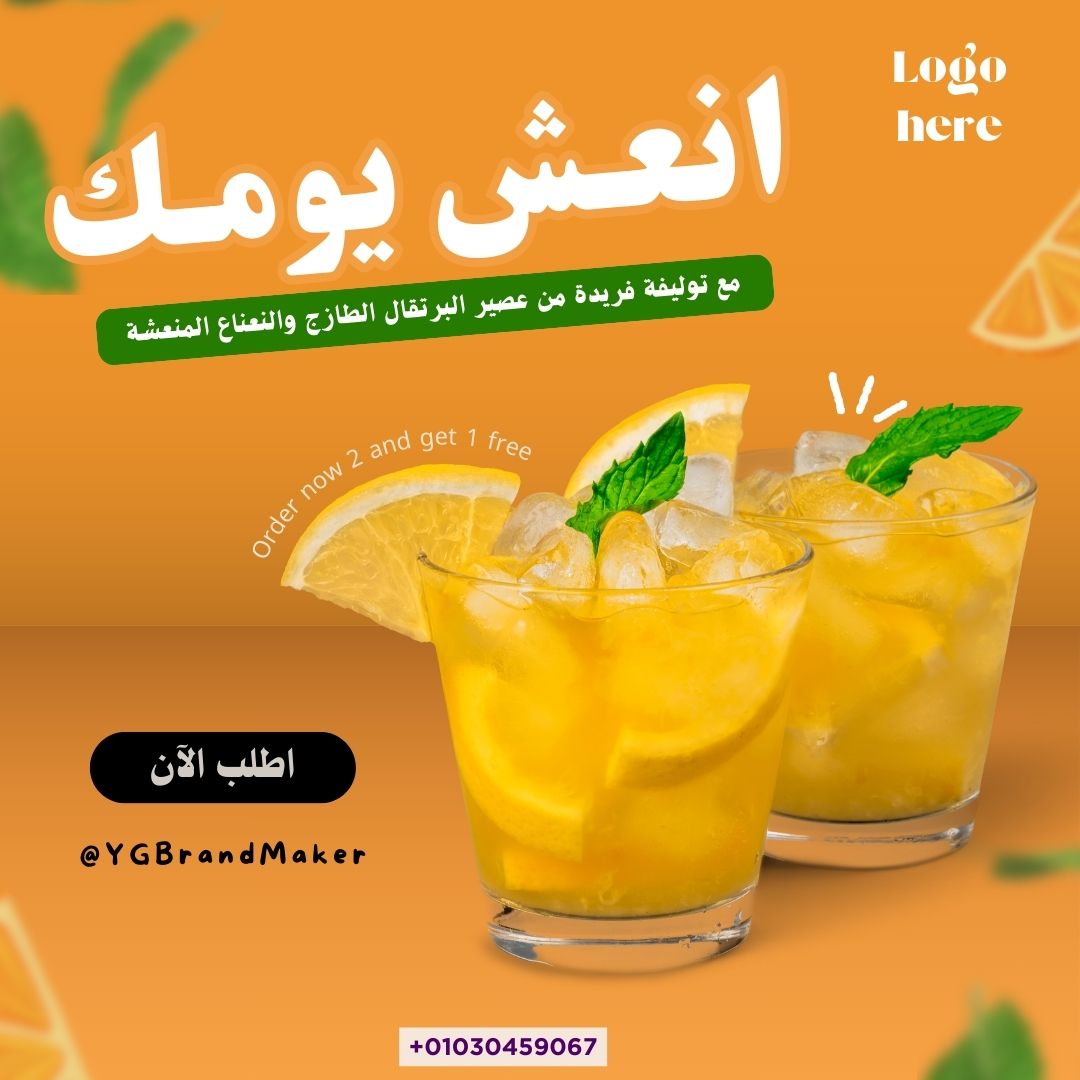 Logo
here
انعش يومك
مع توليفة فريدة من عصير البرتقال الطازج والنعناع المنعشة
Order now 2 and get 1 free
اطلب الآن
@YGBrandMaker
+01030459067